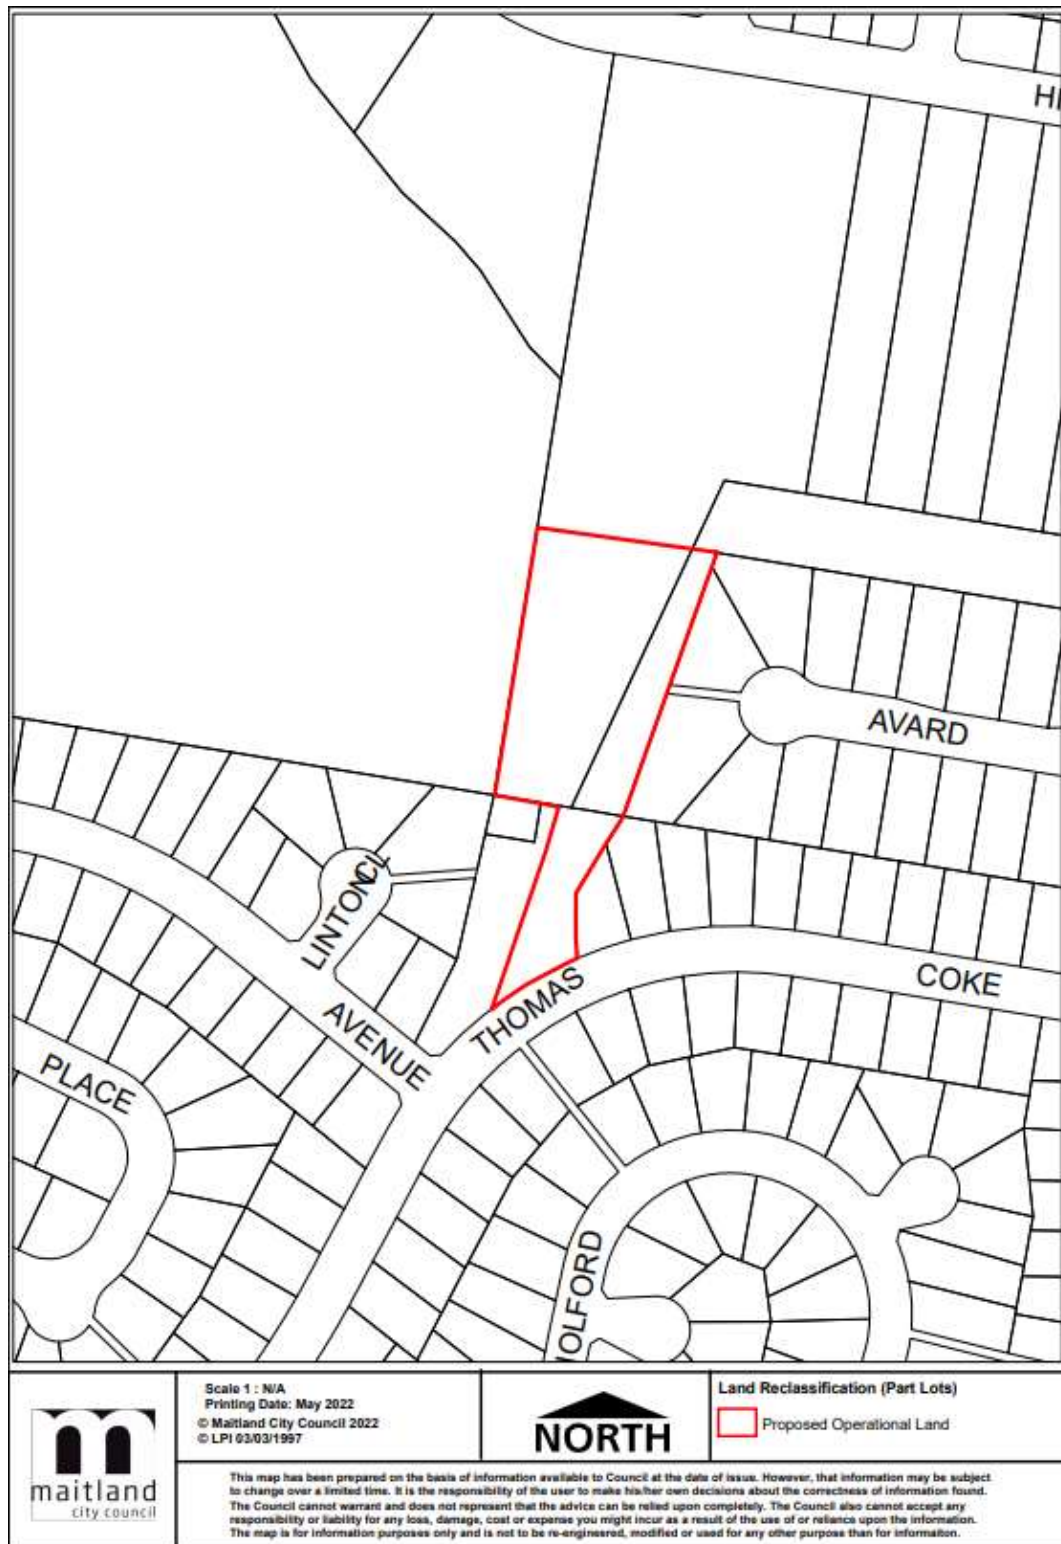 HI
AVARD
LINTON CL
COKE
THOMAS
AVENUE
PLACE
OLFORD
maitland
city council
Scale 1 : N/A
Printing Date: May 2022
© Maitland City Council 2022
© LPI 03/03/1997
NORTH
Land Reclassification (Part Lots)
Proposed Operational Land
This map has been prepared on the basis of information available to Council at the date of issue. However, that information may be subject
to change over a limited time. It is the responsibility of the user to make his/her own decisions about the correctness of information found.
The Council cannot warrant and does not represent that the advice can be relied upon completely. The Council also cannot accept any
responsibility or liability for any loss, damage, cost or expense you might incur as a result of the use of or reliance upon the information.
The map is for information purposes only and is not to be re-engineered, modified or used for any other purpose than for information.